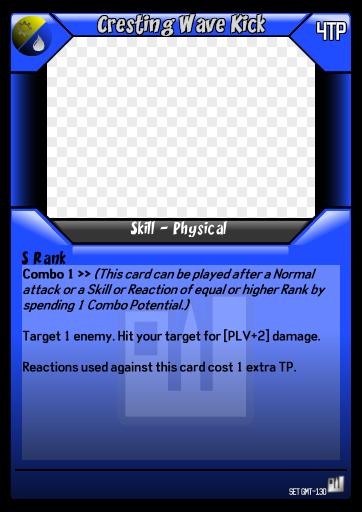 Cresting Wave Kick
4TP
Skill - Physical
S Rank
Combo 1 >> (This card can be played after a Normal
attack or a Skill or Reaction of equal or higher Rank by
spending 1 Combo Potential.)
Target 1 enemy. Hit your target for [PLV+2] damage.
Reactions used against this card cost 1 extra TP.
SET GMT-130